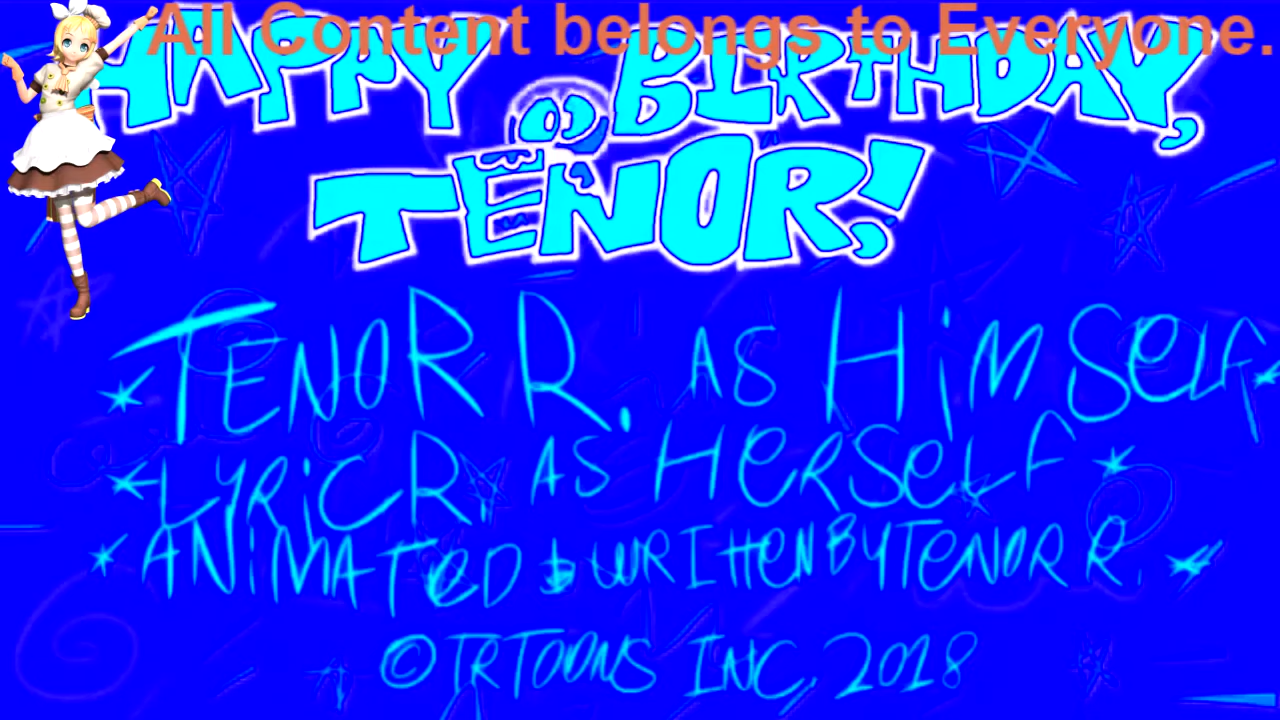 All Content belongs to Everyone.
HAPPY BIRTHDAY,
TENOR!
TENOR R. AS HIMSELF
LYRIC R. AS HERSELF
ANIMATED & WRITTEN BY TENOR R.
© TRTOONS INC. 2018